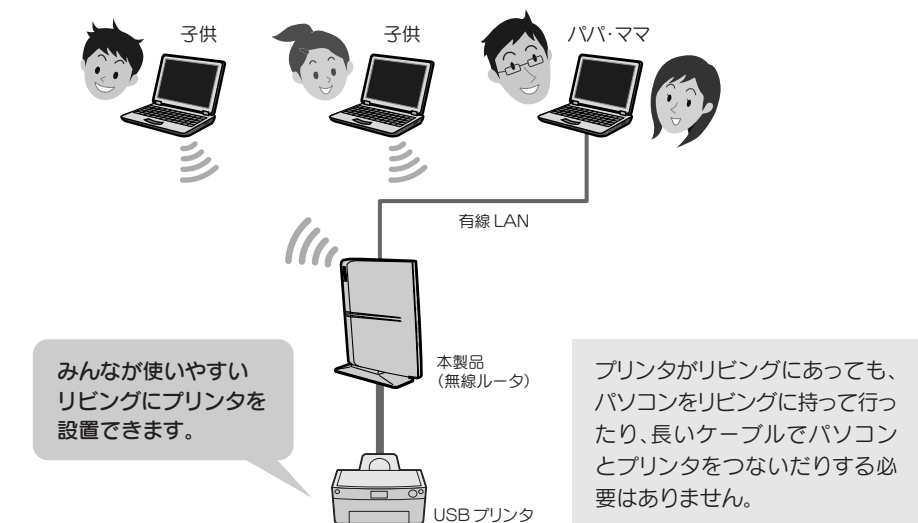 子供
子供
パパ・ママ
有線 LAN
本製品
（無線ルータ）
みんなが使いやすい
リビングにプリンタを
設置できます。
プリンタがリビングにあっても、
パソコンをリビングに持って行っ
たり、長いケーブルでパソコン
とプリンタをつないだりする必
要はありません。
USB プリンタ